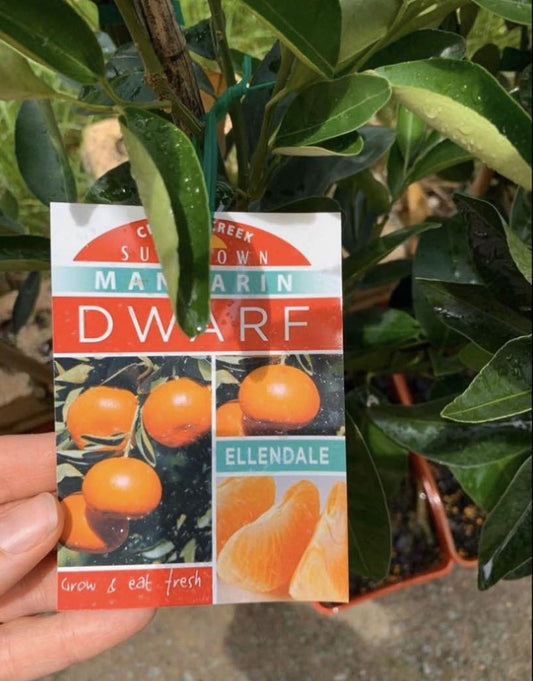 CREEK
MANDARIN
DWARF
ELLENDALE
Grow & eat fresh